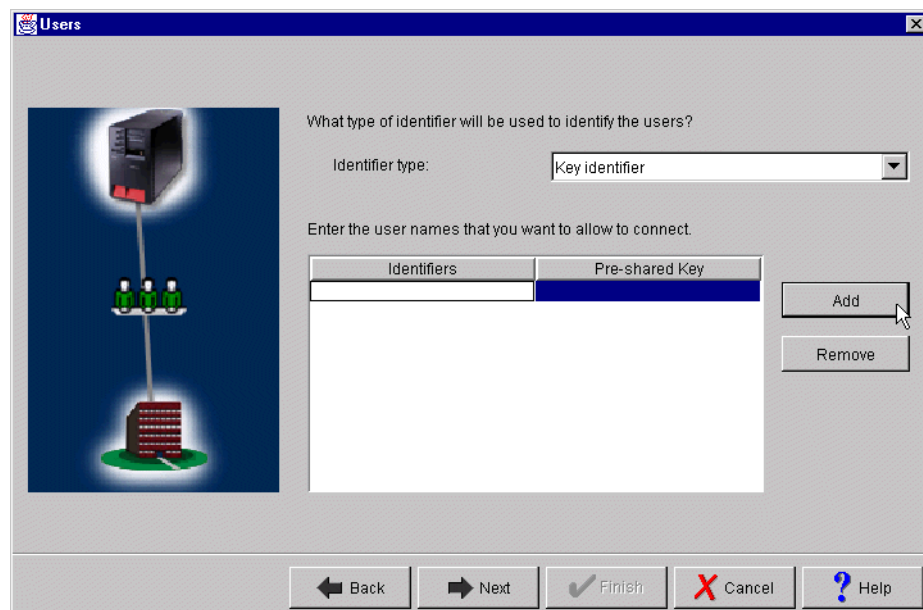 Users
What type of identifier will be used to identify the users?
Identifier type: Key identifier
Enter the user names that you want to allow to connect.
Identifiers Pre-shared Key
Add
Remove
Back Next Finish Cancel ? Help